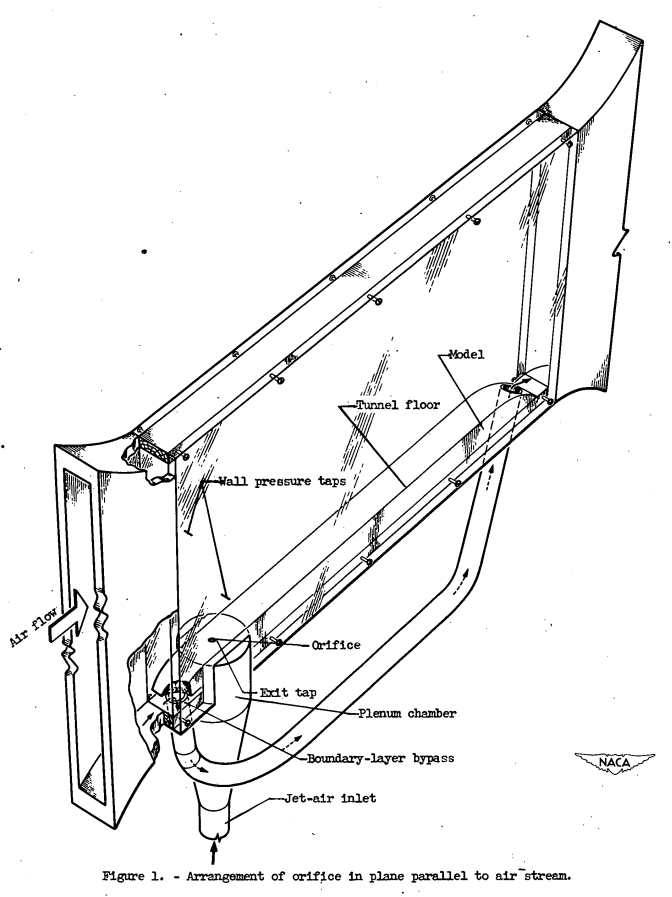 Model
Tunnel floor
Wall pressure taps
Air flow
Orifice
Exit tap
Plenum chamber
Boundary-layer bypass
NACA
Jet-air inlet
Figure 1. - Arrangement of orifice in plane parallel to air stream.